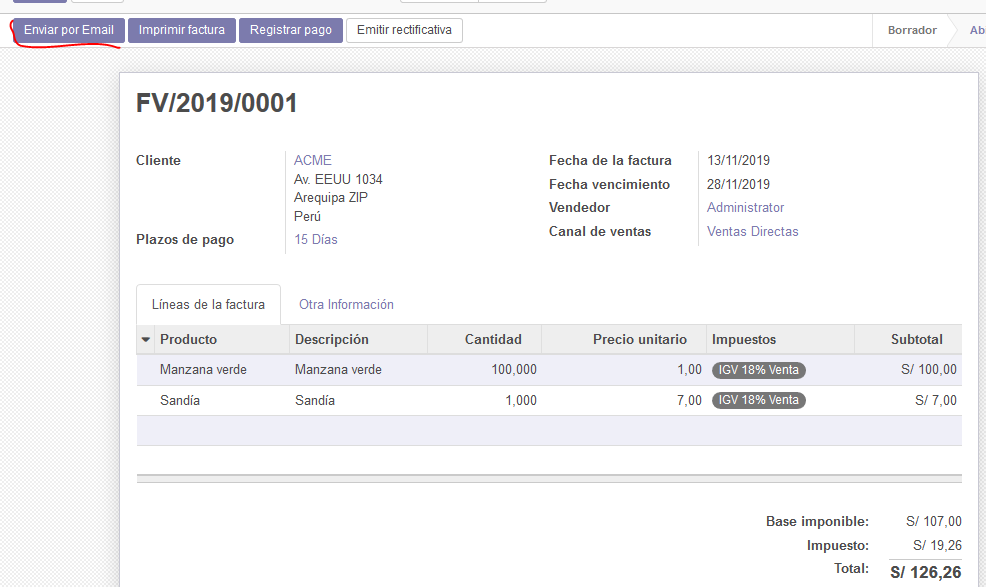 Enviar por Email Imprimir factura Registrar pago Emitir rectificativa Borrador
FV/2019/0001
Cliente ACME Fecha de la factura 13/11/2019
Av. EEUU 1034 Fecha vencimiento 28/11/2019
Arequipa ZIP Vendedor Administrator
Perú Canal de ventas Ventas Directas
Plazos de pago 15 Días
Líneas de la factura Otra Información
Producto Descripción Cantidad Precio unitario Impuestos Subtotal
Manzana verde Manzana verde 100,000 1,00 IGV 18% Venta S/ 100,00
Sandía Sandía 1,000 7,00 IGV 18% Venta S/ 7,00
Base imponible: S/ 107,00
Impuesto: S/ 19,26
Total: S/ 126,26